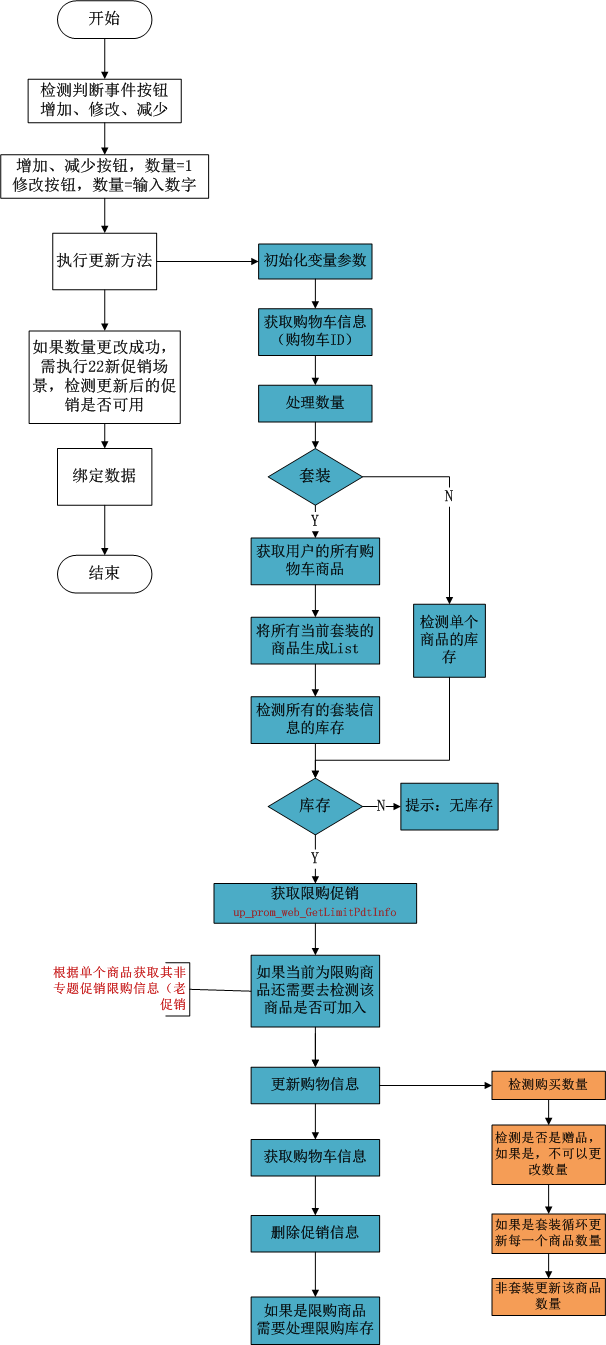 开始
检测判断事件按钮
增加、修改、减少
增加、减少按钮，数量=1
修改按钮，数量=输入数字
执行更新方法
如果数量更改成功，
需执行22新促销场
景，检测更新后的促
销是否可用
绑定数据
结束
初始化变量参数
获取购物车信息
（购物车ID）
处理数量
套装
N
Y
获取用户的所有购
物车商品
将所有当前套装的
商品生成List
检测所有的套装信
息的库存
检测单个
商品的库
存
库存
N
提示：无库存
Y
获取限购促销
up_prom_web_GetLimitPdtInfo
根据单个商品获取其非
专题促销限购信息（老
促销
如果当前为限购商
品还需要去检测该
商品是否可加入
更新购物信息
获取购物车信息
删除促销信息
如果是限购商品
需要处理限购库存
检测购买数量
检测是否是赠品，
如果是，不可以更
改数量
如果是套装循环更
新每一个商品数量
非套装更新该商品
数量